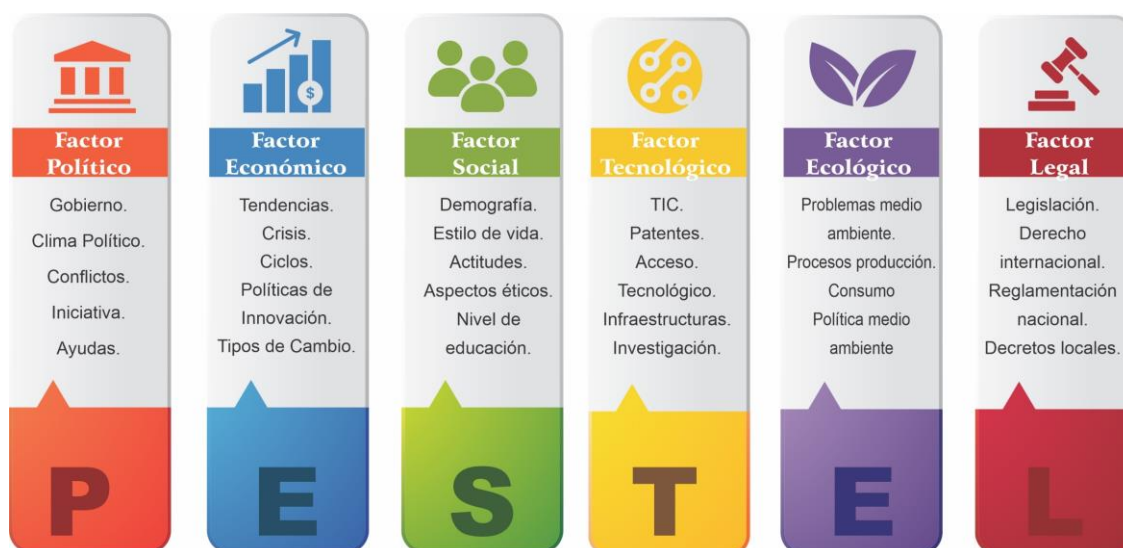 $
Factor
Político
Gobierno.
Clima Político.
Conflictos.
Iniciativa.
Ayudas.
P
Factor
Económico
Tendencias.
Crisis.
Ciclos.
Políticas de
Innovación.
Tipos de Cambio.
E
Factor
Social
Demografía.
Estilo de vida.
Actitudes.
Aspectos éticos.
Nivel de
educación.
S
Factor
Tecnológico
TIC.
Patentes.
Acceso.
Tecnológico.
Infraestructuras.
Investigación.
T
Factor
Ecológico
Problemas medio
ambiente.
Procesos producción.
Consumo
Política medio
ambiente
E
Factor
Legal
Legislación.
Derecho
internacional.
Reglamentación
nacional.
Decretos locales.
L